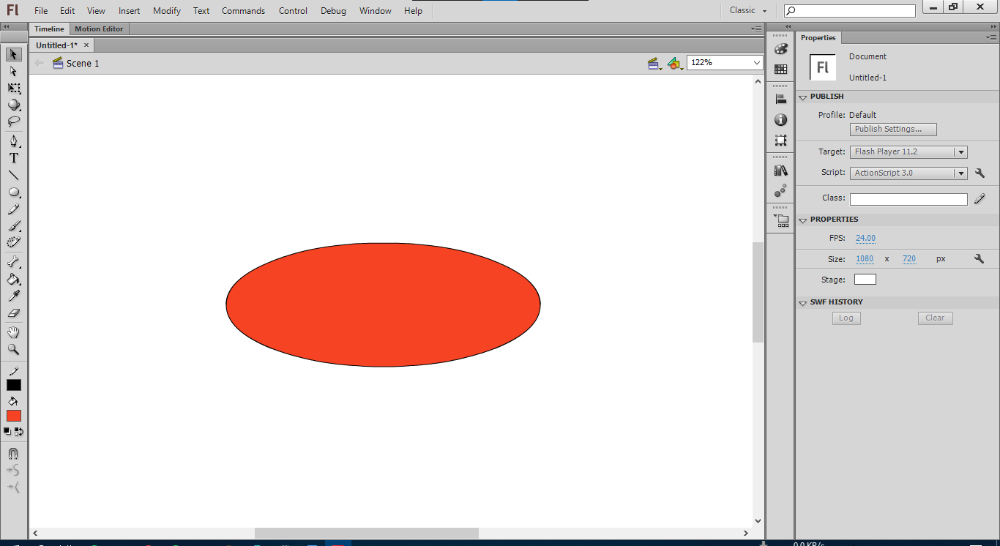 Fl File Edit View Insert Modify Text Commands Control Debug Window Help Classic
Timeline Motion Editor
Untitled-1* ×
Scene 1 122%
T
Properties
Fl Document
Untitled-1
PUBLISH
Profile: Default
Publish Settings...
Target: Flash Player 11.2
Script: ActionScript 3.0
Class:
PROPERTIES
FPS: 24.00
Size: 1080 x 720 px
Stage:
SWF HISTORY
Log Clear